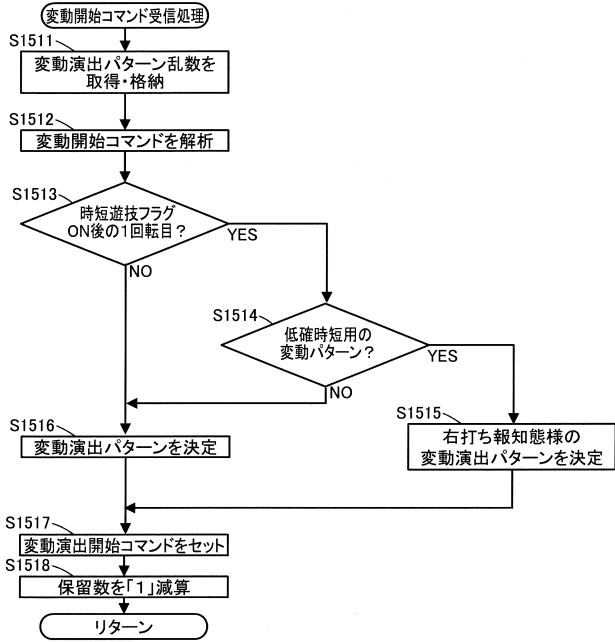 変動開始コマンド受信処理
S1511
変動演出パターン乱数を
取得・格納
S1512
変動開始コマンドを解析
S1513
時短遊技フラグ
ON後の1回転目?
YES
NO
S1514
低確時短用の
変動パターン?
YES
NO
S1515
右打ち報知態様の
変動演出パターンを決定
S1516
変動演出パターンを決定
S1517
変動演出開始コマンドをセット
S1518
保留数を「1」減算
リターン